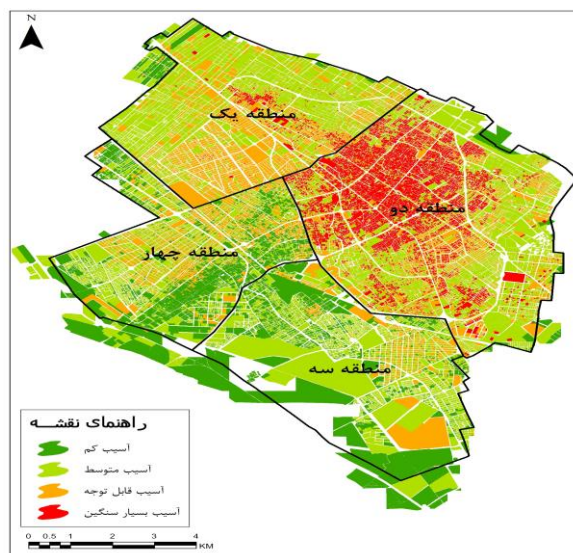 N
منطقه یک
منطقه دو
منطقه چهار
منطقه سه
راهنمای نقشـــه
آسیب کم
آسیب متوسط
آسیب قابل توجه
آسیب بسیار سنگین
0 0.5 1 2 3 4
KM